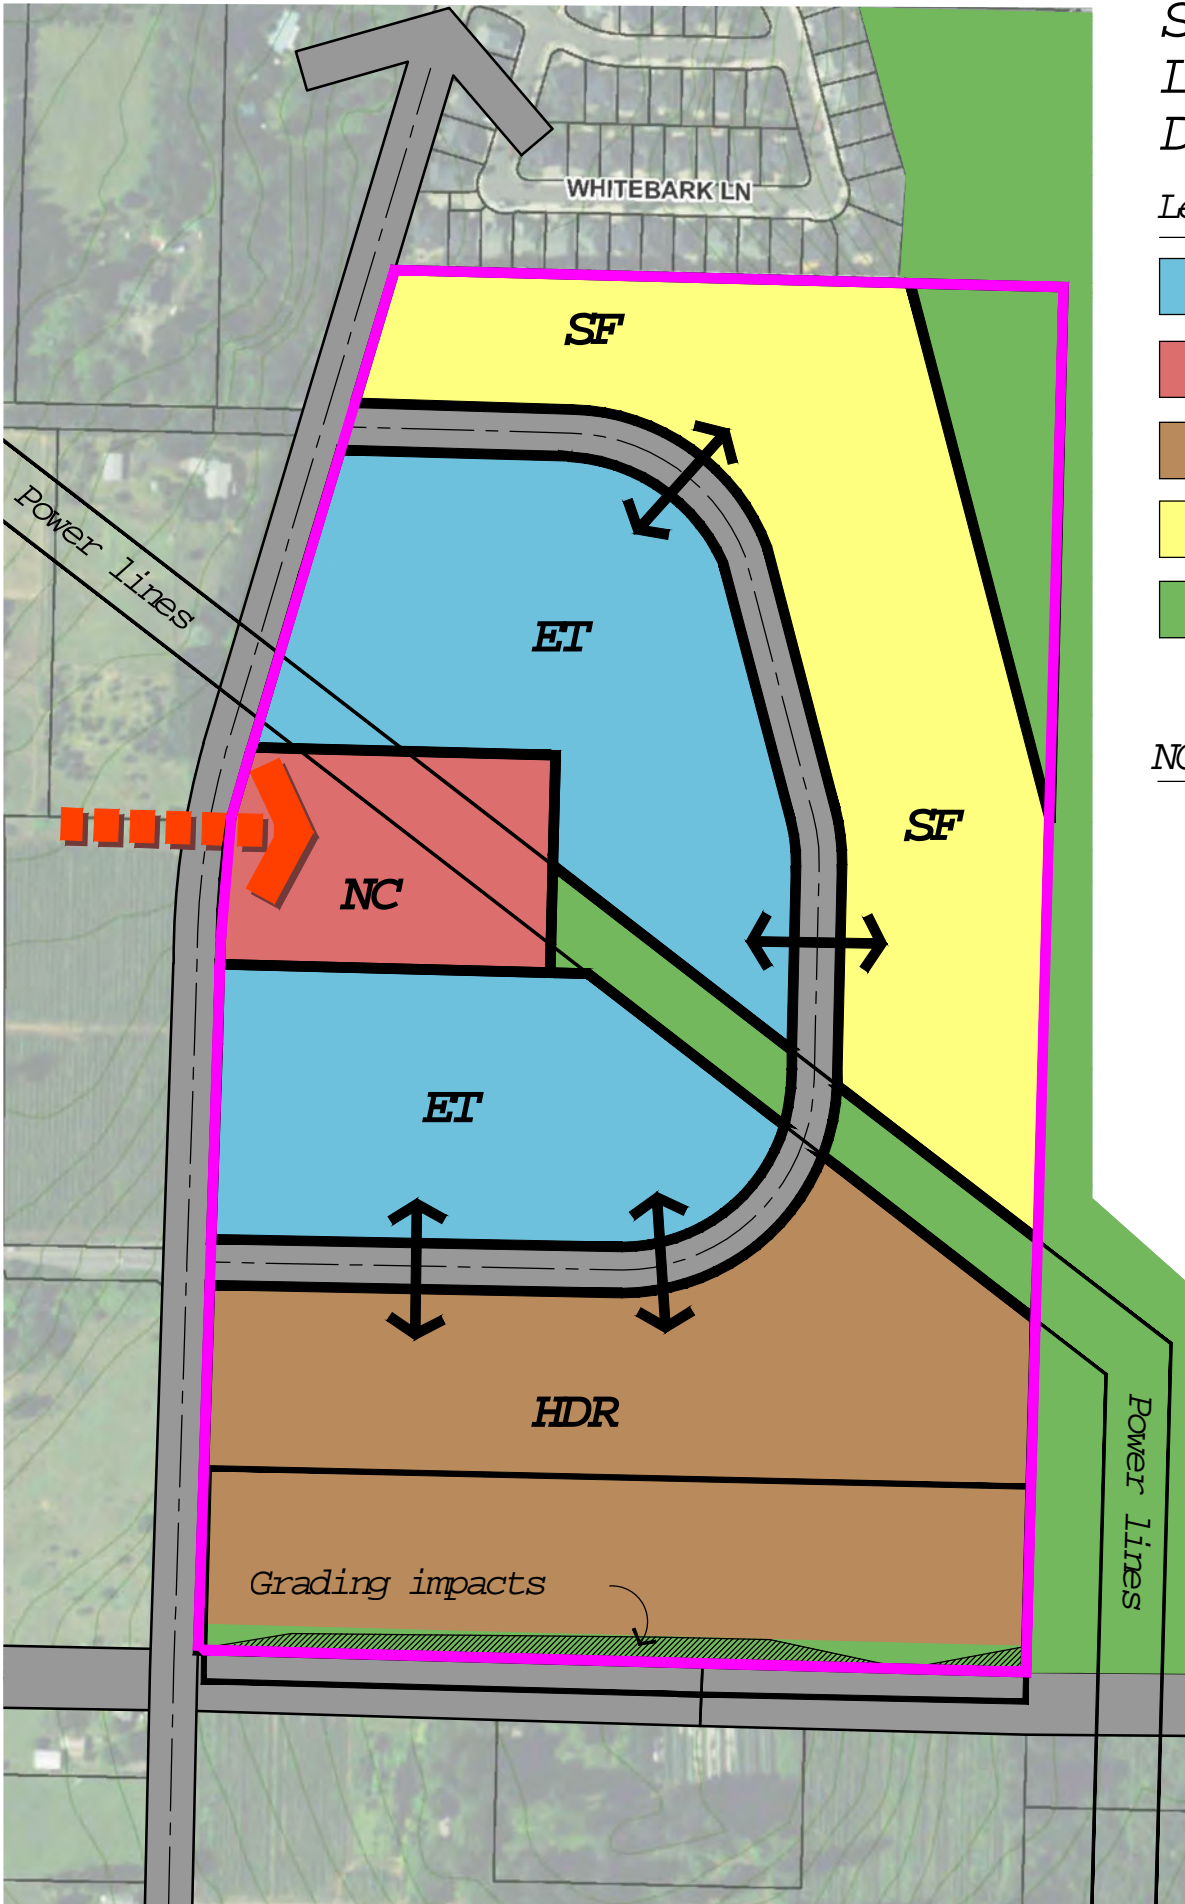 WHITEBARK LN
SF
Power lines
ET
SF
NC
ET
HDR
Power lines
Grading impacts